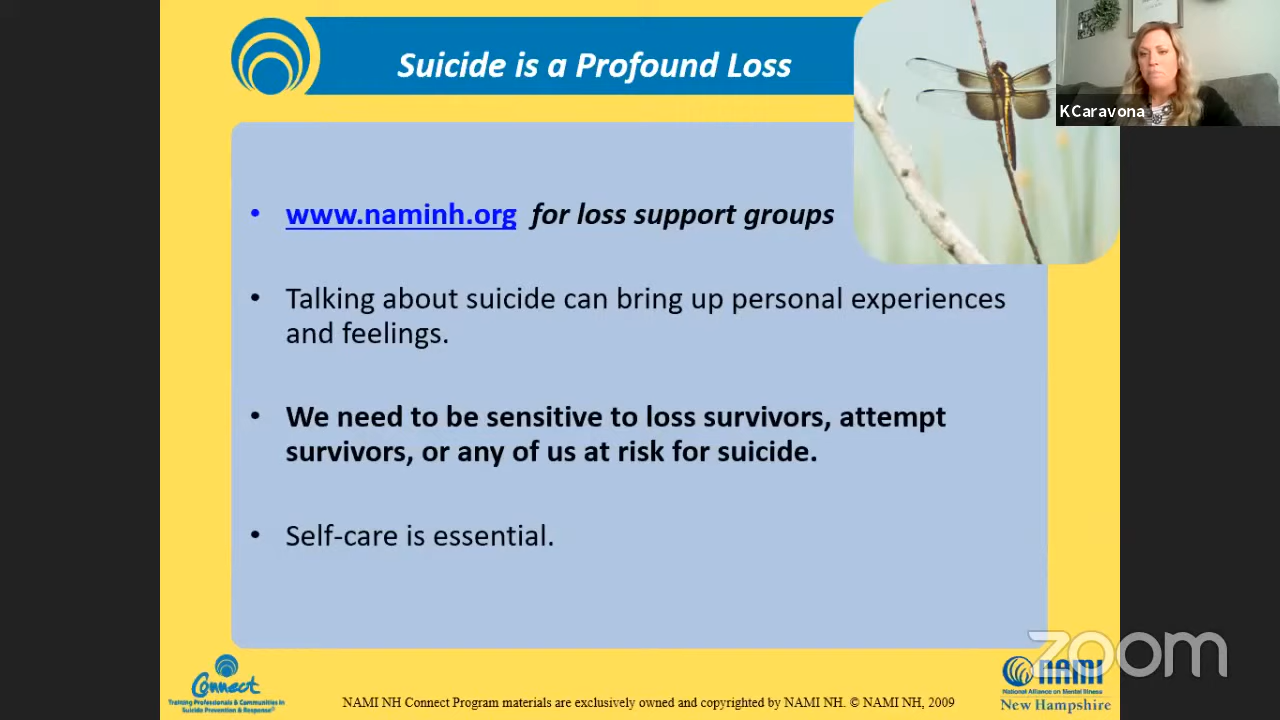 Suicide is a Profound Loss
KCaravona
• www.naminh.org for loss support groups
• Talking about suicide can bring up personal experiences
and feelings.
• We need to be sensitive to loss survivors, attempt
survivors, or any of us at risk for suicide.
• Self-care is essential.
zoom
Connect
Training Professionals & Communities in
Suicide Prevention & Response
NAMI NH Connect Program materials are exclusively owned and copyrighted by NAMI NH. © NAMI NH, 2009
NAMI
National Alliance on Mental Illness
New Hampshire